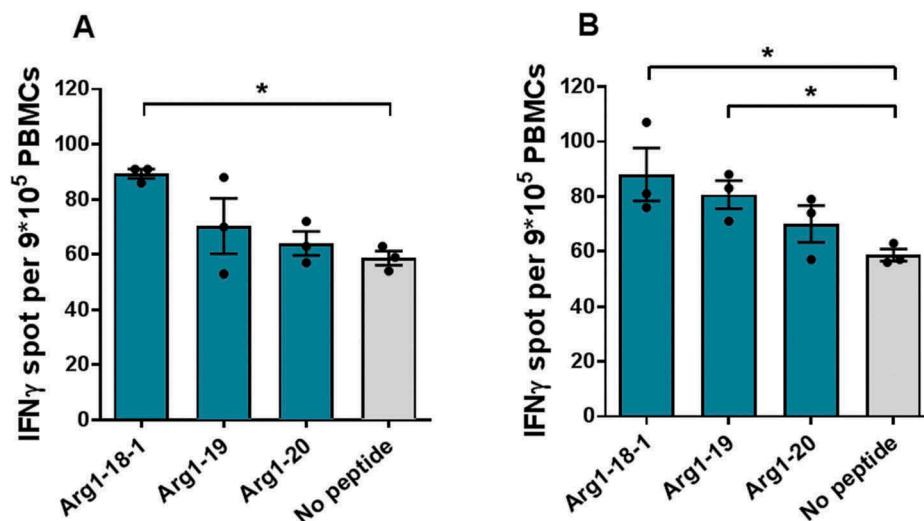 A
IFNγ spot per 9*10⁵ PBMCs
120
100
80
60
40
20
0
*
Arg1-18-1
Arg1-19
Arg1-20
No peptide
B
IFNγ spot per 9*10⁵ PBMCs
120
100
80
60
40
20
0
*
*
Arg1-18-1
Arg1-19
Arg1-20
No peptide